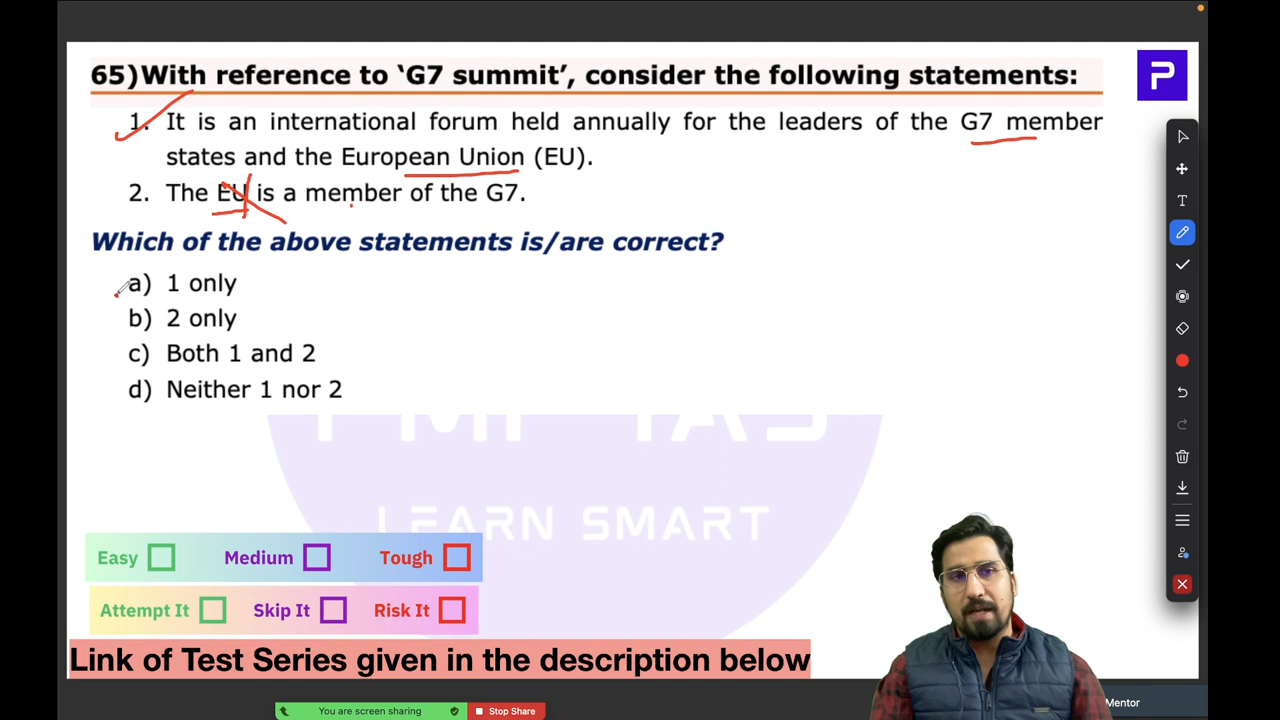 65)With reference to ‘G7 summit’, consider the following statements:
1. It is an international forum held annually for the leaders of the G7 member
states and the European Union (EU).
2. The EU is a member of the G7.
Which of the above statements is/are correct?
a) 1 only
b) 2 only
c) Both 1 and 2
d) Neither 1 nor 2
LEARN SMART
Easy Medium Tough
Attempt It Skip It Risk It
Link of Test Series given in the description below
Mentor
You are screen sharing Stop Share